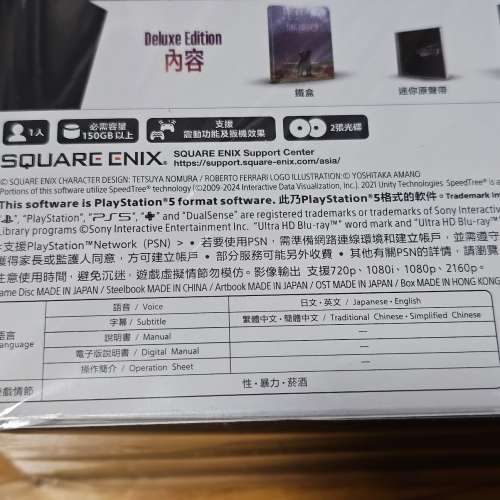 Deluxe Edition
內容
鐵盒
迷你原聲帶
1人
必需容量
150GB以上
支援
震動功能及扳機效果
2張光碟
SQUARE ENIX.
SQUARE ENIX Support Center
https://support.square-enix.com/asia/
© SQUARE ENIX CHARACTER DESIGN: TETSUYA NOMURA / ROBERTO FERRARI LOGO ILLUSTRATION:© YOSHITAKA AMANO
Portions of this software utilize SpeedTree® technology (©2009-2024 Interactive Data Visualization, Inc.). 2021 Unity Technologies SpeedTree® is
This software is PlayStation®5 format software. 此乃PlayStation®5格式的軟件。Trademark
", "PlayStation", "PS5", " " and "DualSense" are registered trademarks or trademarks of Sony Interactive
Library programs ©Sony Interactive Entertainment Inc. "Ultra HD Blu-ray™" word mark and "Ultra HD Blu-ray™
支援PlayStation™Network (PSN) > • 若要使用PSN,需準備網路連線環境和建立帳戶,並需遵守
獲得家長或監護人同意,方可建立帳戶 • 部分服務可能另外收費 • 其他有關PSN的詳情,請瀏覽
注意使用時間,避免沉迷,遊戲虛擬情節勿模仿。影像輸出 支援720p、1080i、1080p、2160p。
ame Disc MADE IN JAPAN / Steelbook MADE IN CHINA / Artbook MADE IN JAPAN / OST MADE IN JAPAN / Box MADE IN HONG KONG
語言
anguage
語音 / Voice
日文・英文 / Japanese・English
字幕 / Subtitle
繁體中文・簡體中文 / Traditional Chinese・Simplified Chinese
說明書 / Manual
—
電子版說明書 / Digital Manual
—
操作簡介 / Operation Sheet
—
遊戲情節
性・暴力・菸酒